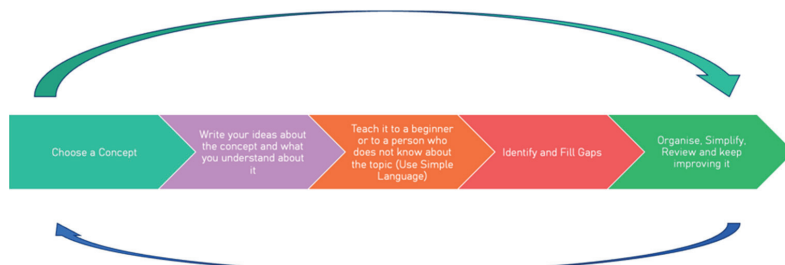 Choose a Concept
Write your ideas about
the concept and what
you understand about
it
Teach it to a beginner
or to a person who
does not know about
the topic (Use Simple
Language)
Identify and Fill Gaps
Organise, Simplify,
Review and keep
improving it